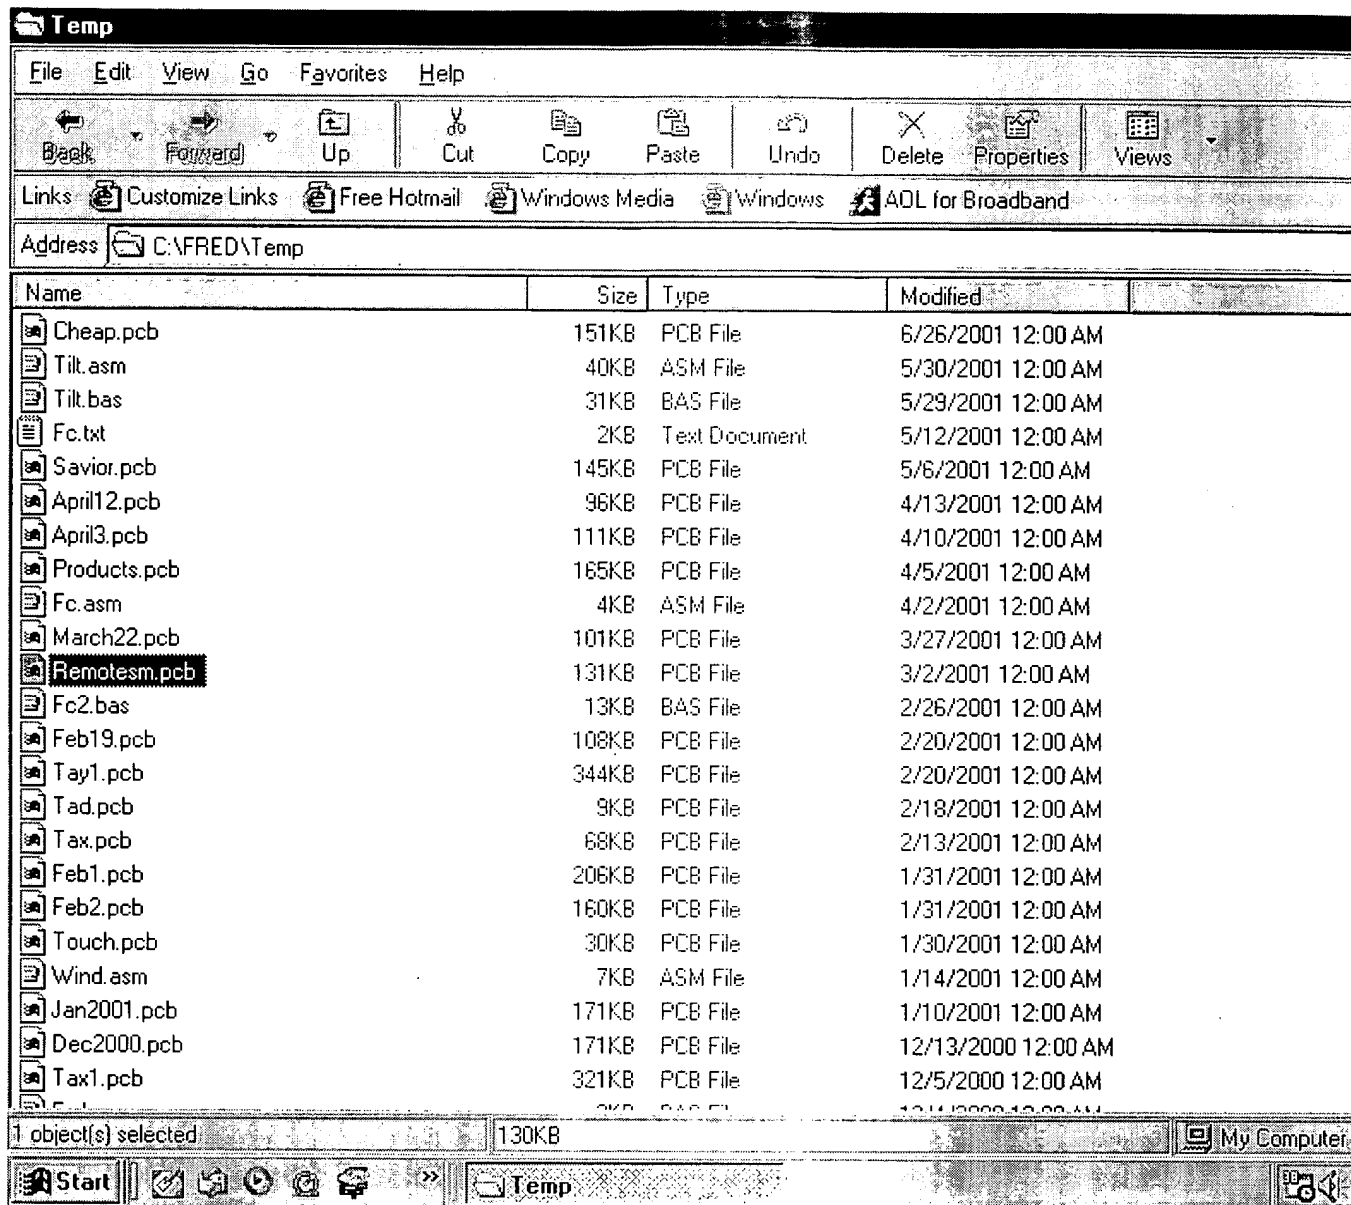 Temp
File Edit View Go Favorites Help
Back Forward Up Cut Copy Paste Undo Delete Properties Views
Links Customize Links Free Hotmail Windows Media Windows AOL for Broadband
Address C:\FRED\Temp
Name Size Type Modified
Cheap.pcb 151KB PCB File 6/26/2001 12:00 AM
Tilt.asm 40KB ASM File 5/30/2001 12:00 AM
Tilt.bas 31KB BAS File 5/29/2001 12:00 AM
Fc.txt 2KB Text Document 5/12/2001 12:00 AM
Savior.pcb 145KB PCB File 5/6/2001 12:00 AM
April12.pcb 96KB PCB File 4/13/2001 12:00 AM
April3.pcb 111KB PCB File 4/10/2001 12:00 AM
Products.pcb 165KB PCB File 4/5/2001 12:00 AM
Fc.asm 4KB ASM File 4/2/2001 12:00 AM
March22.pcb 101KB PCB File 3/27/2001 12:00 AM
Remotesm.pcb 131KB PCB File 3/2/2001 12:00 AM
Fc2.bas 13KB BAS File 2/26/2001 12:00 AM
Feb19.pcb 108KB PCB File 2/20/2001 12:00 AM
Tay1.pcb 344KB PCB File 2/20/2001 12:00 AM
Tad.pcb 9KB PCB File 2/18/2001 12:00 AM
Tax.pcb 68KB PCB File 2/13/2001 12:00 AM
Feb1.pcb 206KB PCB File 1/31/2001 12:00 AM
Feb2.pcb 160KB PCB File 1/31/2001 12:00 AM
Touch.pcb 30KB PCB File 1/30/2001 12:00 AM
Wind.asm 7KB ASM File 1/14/2001 12:00 AM
Jan2001.pcb 171KB PCB File 1/10/2001 12:00 AM
Dec2000.pcb 171KB PCB File 12/13/2000 12:00 AM
Tax1.pcb 321KB PCB File 12/5/2000 12:00 AM
1 object(s) selected 130KB My Computer
Start Temp